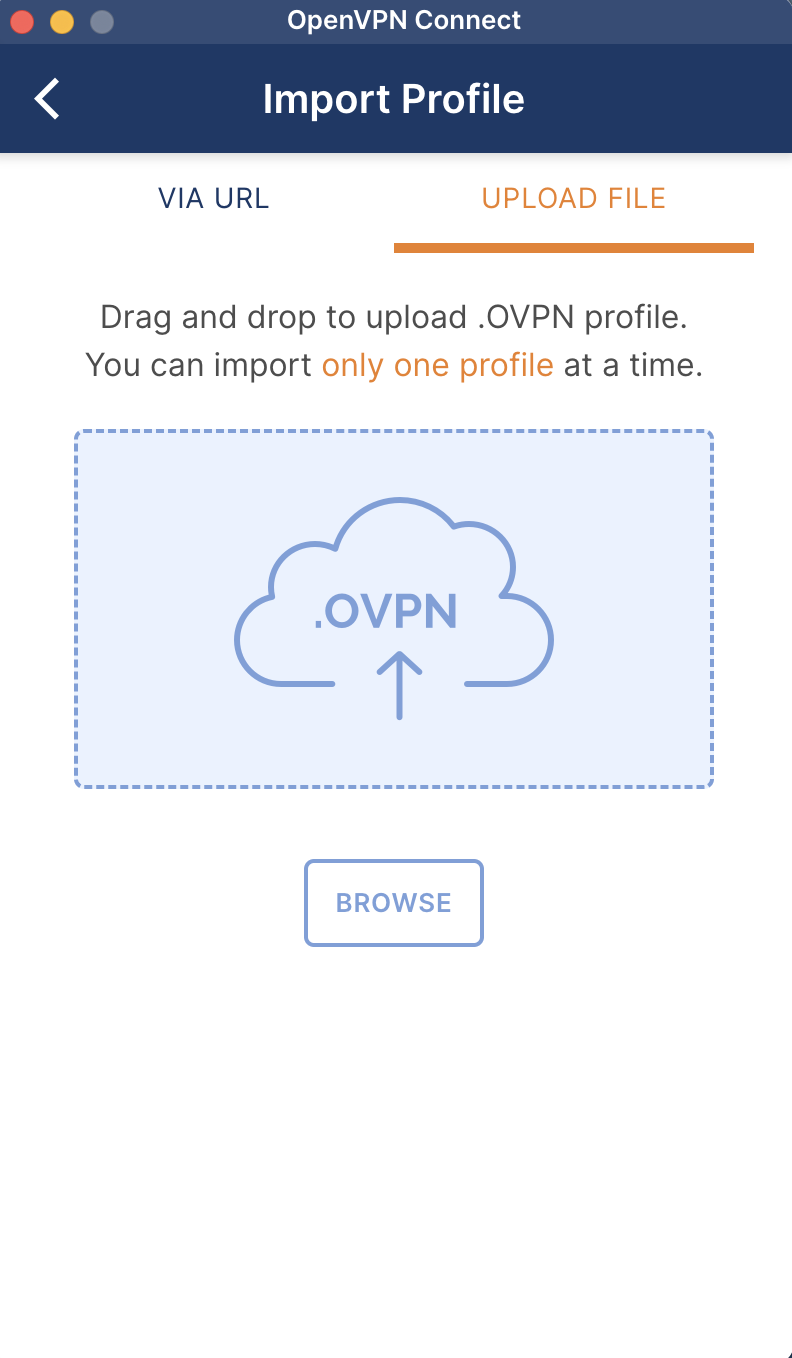 OpenVPN Connect
Import Profile
VIA URL
UPLOAD FILE
Drag and drop to upload .OVPN profile.
You can import only one profile at a time.
.OVPN
BROWSE